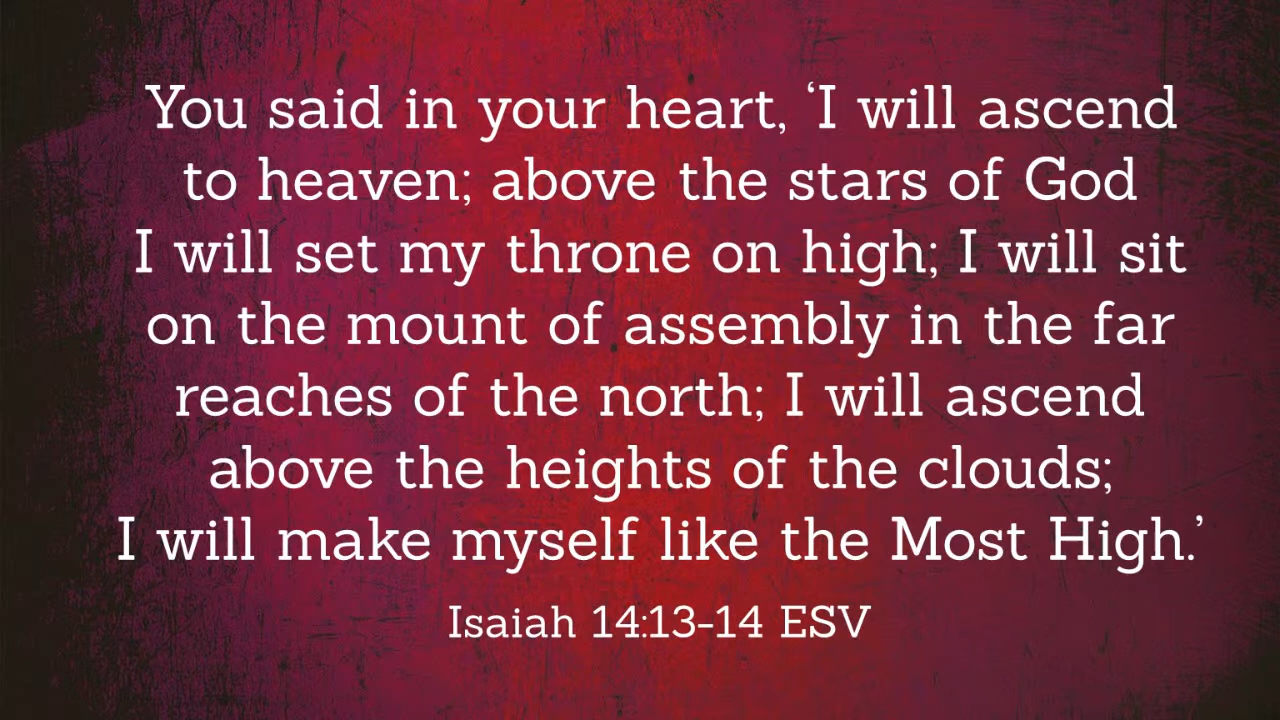 You said in your heart, ‘I will ascend
to heaven; above the stars of God
I will set my throne on high; I will sit
on the mount of assembly in the far
reaches of the north; I will ascend
above the heights of the clouds;
I will make myself like the Most High.’
Isaiah 14:13-14 ESV